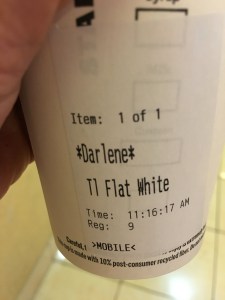 Item: 1 of 1
*Darlene*
Tl Flat White
Time: 11:16:17 AM
Reg: 9
>MOBILE<
made with 10% post-consumer recycled fiber.